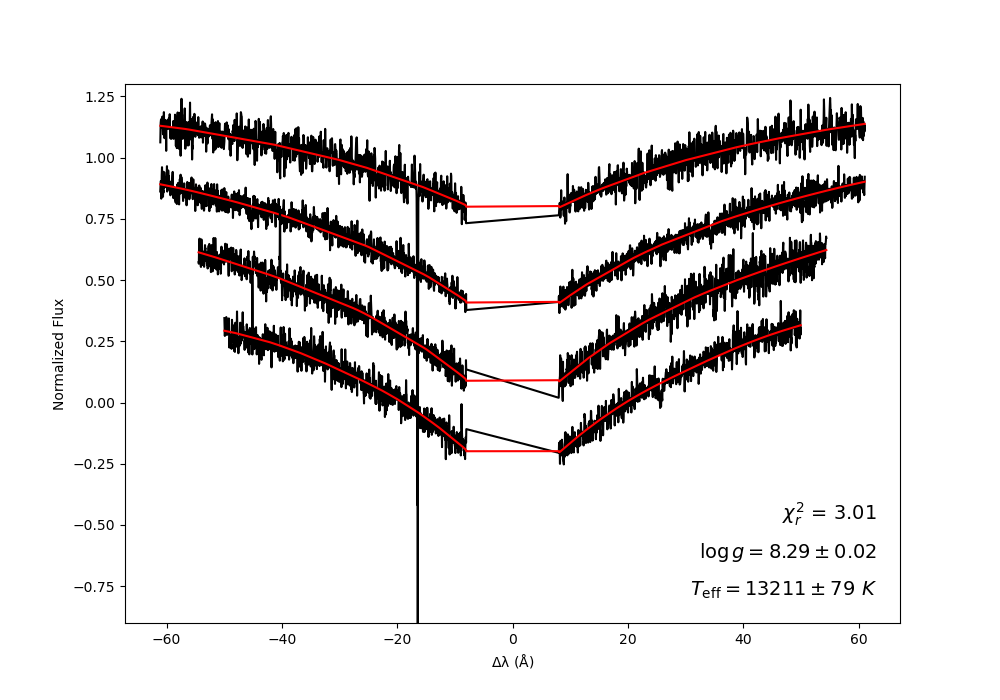 1.25
1.00
0.75
0.50
0.25
0.00
−0.25
−0.50
−0.75
Normalized Flux
χ²ᵣ = 3.01
log g = 8.29 ± 0.02
T_eff = 13211 ± 79 K
−60 −40 −20 0 20 40 60
Δλ (Å)